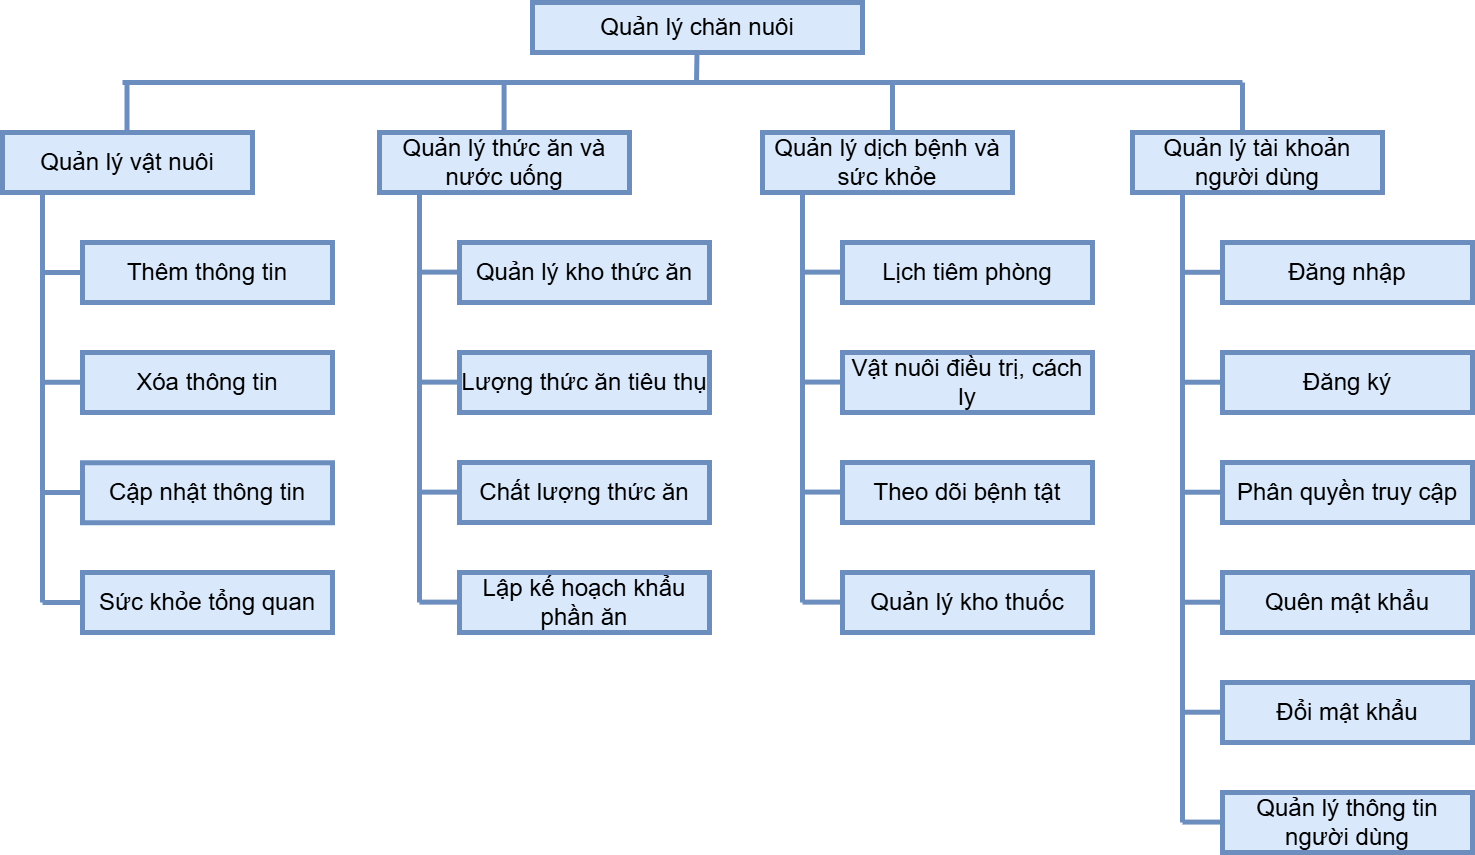 Quản lý chăn nuôi
Quản lý vật nuôi
Thêm thông tin
Xóa thông tin
Cập nhật thông tin
Sức khỏe tổng quan
Quản lý thức ăn và
nước uống
Quản lý kho thức ăn
Lượng thức ăn tiêu thụ
Chất lượng thức ăn
Lập kế hoạch khẩu
phần ăn
Quản lý dịch bệnh và
sức khỏe
Lịch tiêm phòng
Vật nuôi điều trị, cách
ly
Theo dõi bệnh tật
Quản lý kho thuốc
Quản lý tài khoản
người dùng
Đăng nhập
Đăng ký
Phân quyền truy cập
Quên mật khẩu
Đổi mật khẩu
Quản lý thông tin
người dùng